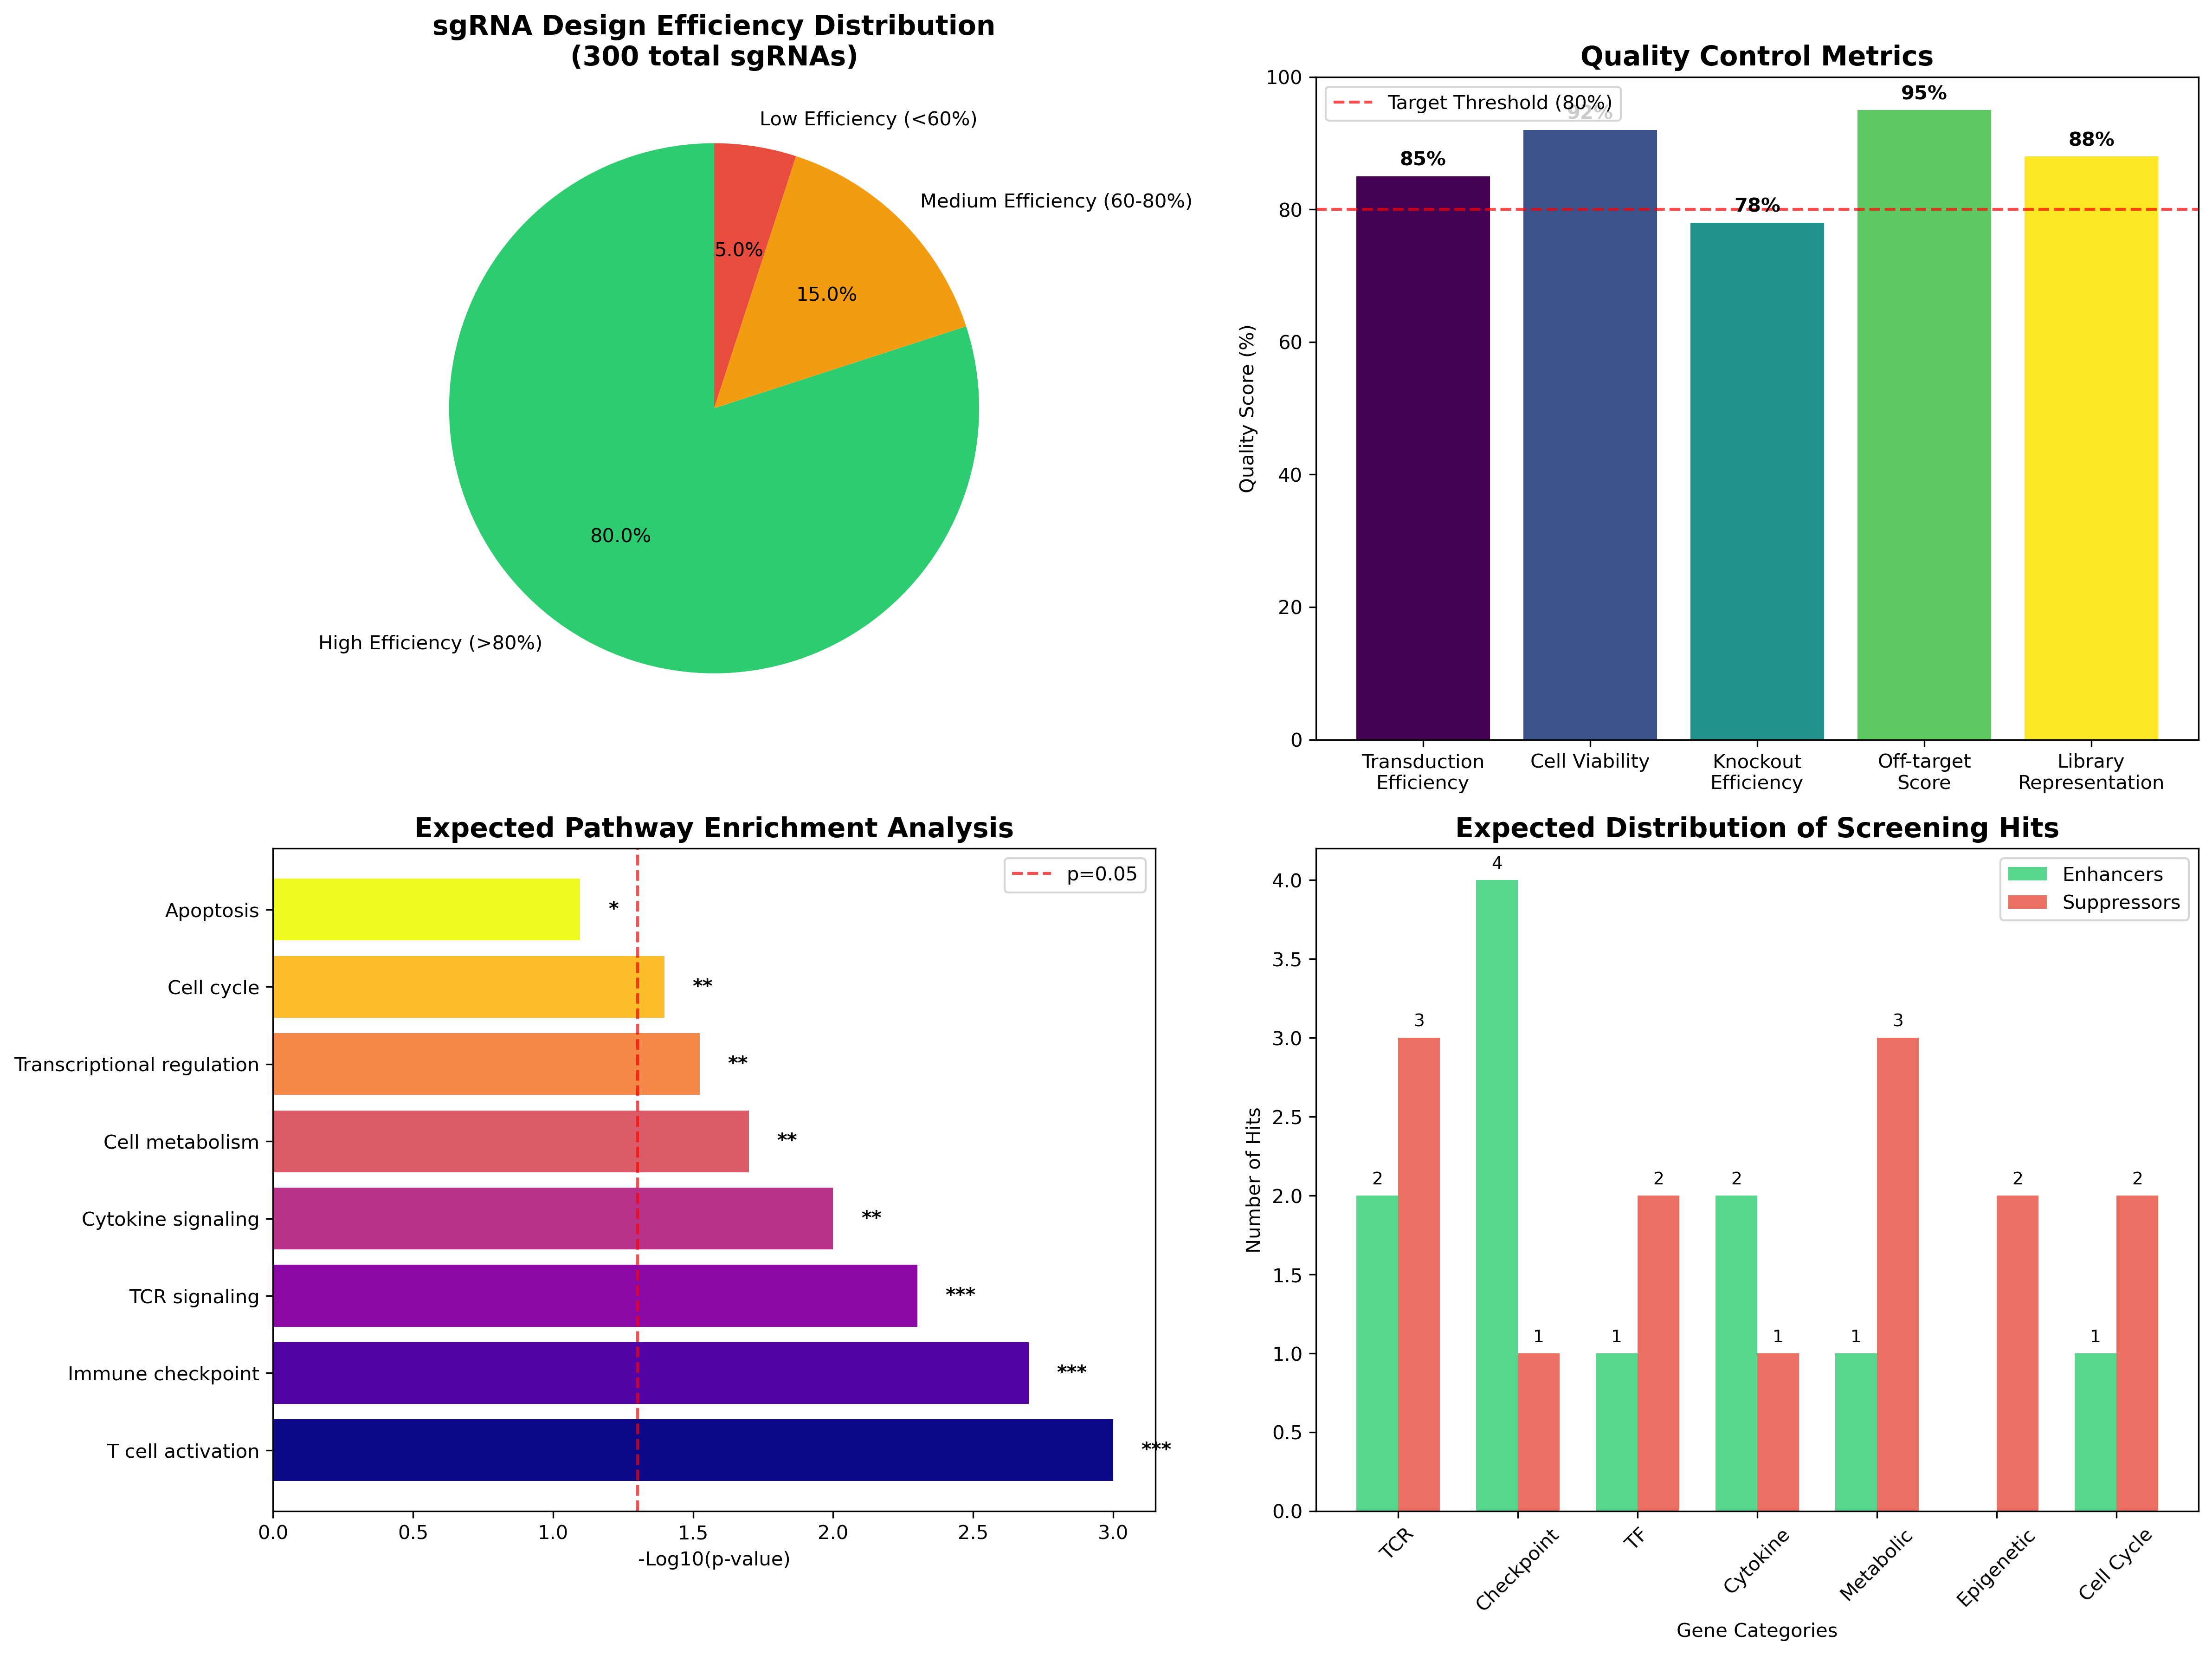 sgRNA Design Efficiency Distribution
(300 total sgRNAs)
Low Efficiency (<60%)
Medium Efficiency (60-80%)
5.0%
15.0%
80.0%
High Efficiency (>80%)
Quality Control Metrics
Target Threshold (80%)
100
80
60
40
20
0
Quality Score (%)
85%
92%
78%
95%
88%
Transduction
Efficiency
Cell Viability
Knockout
Efficiency
Off-target
Score
Library
Representation
Expected Pathway Enrichment Analysis
p=0.05
Apoptosis
*
Cell cycle
**
Transcriptional regulation
**
Cell metabolism
**
Cytokine signaling
**
TCR signaling
***
Immune checkpoint
***
T cell activation
***
0.0
0.5
1.0
1.5
2.0
2.5
3.0
-Log10(p-value)
Expected Distribution of Screening Hits
Enhancers
Suppressors
4.0
3.5
3.0
2.5
2.0
1.5
1.0
0.5
0.0
Number of Hits
2
3
4
1
1
2
2
1
1
3
2
1
2
TCR
Checkpoint
TF
Cytokine
Metabolic
Epigenetic
Cell Cycle
Gene Categories